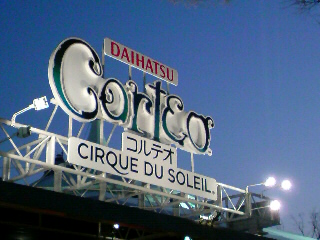 DAIHATSU
Corteo
コルテオ
CIRQUE DU SOLEIL